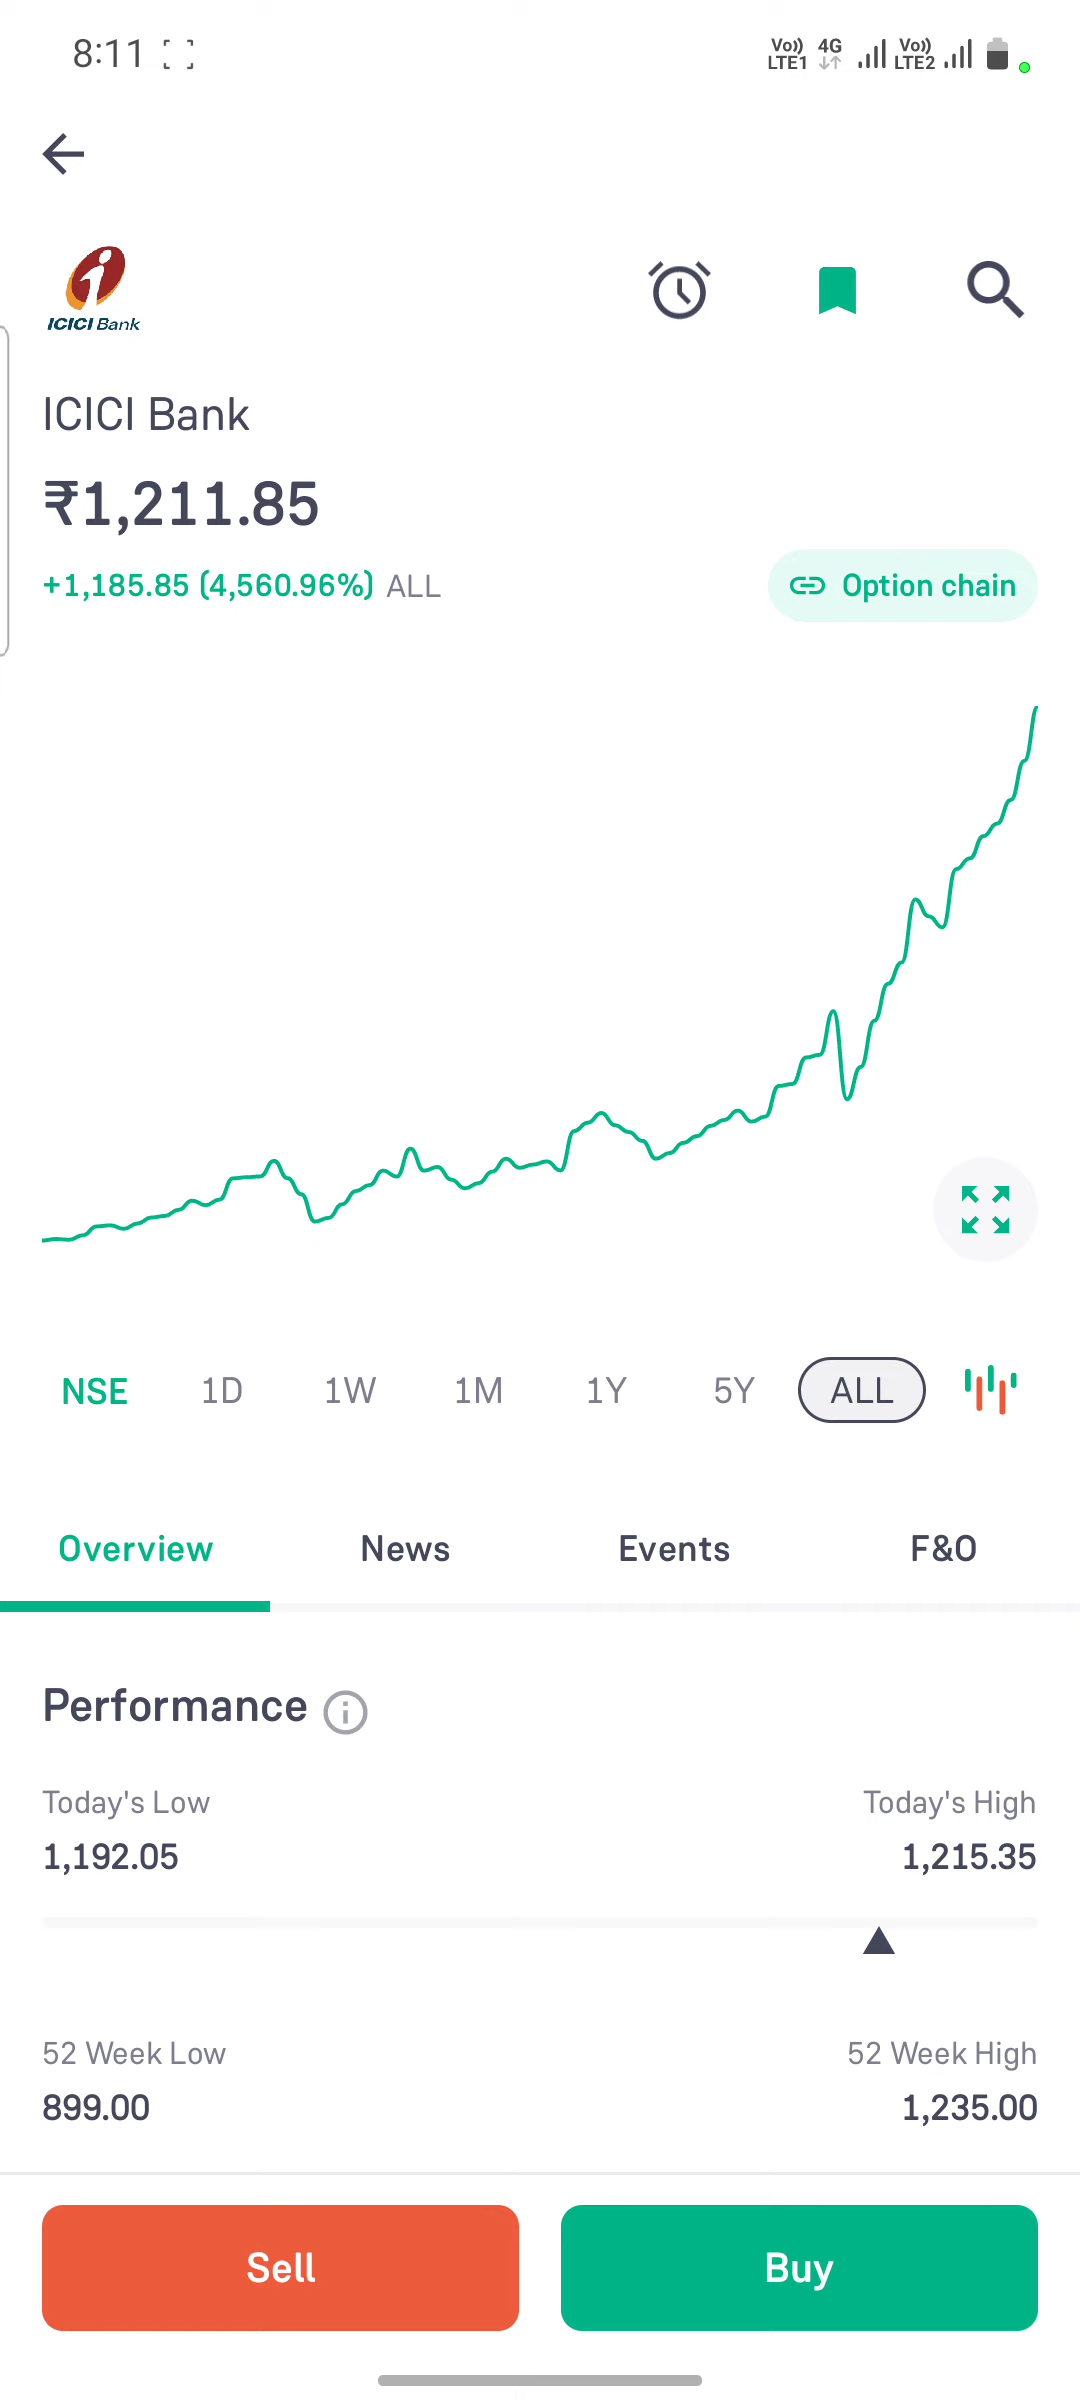 8:11
Vo)) LTE1 4G Vo)) LTE2
ICICI Bank
ICICI Bank
₹1,211.85
+1,185.85 (4,560.96%) ALL
Option chain
NSE 1D 1W 1M 1Y 5Y ALL
Overview News Events F&O
Performance
Today's Low Today's High
1,192.05 1,215.35
52 Week Low 52 Week High
899.00 1,235.00
Sell Buy